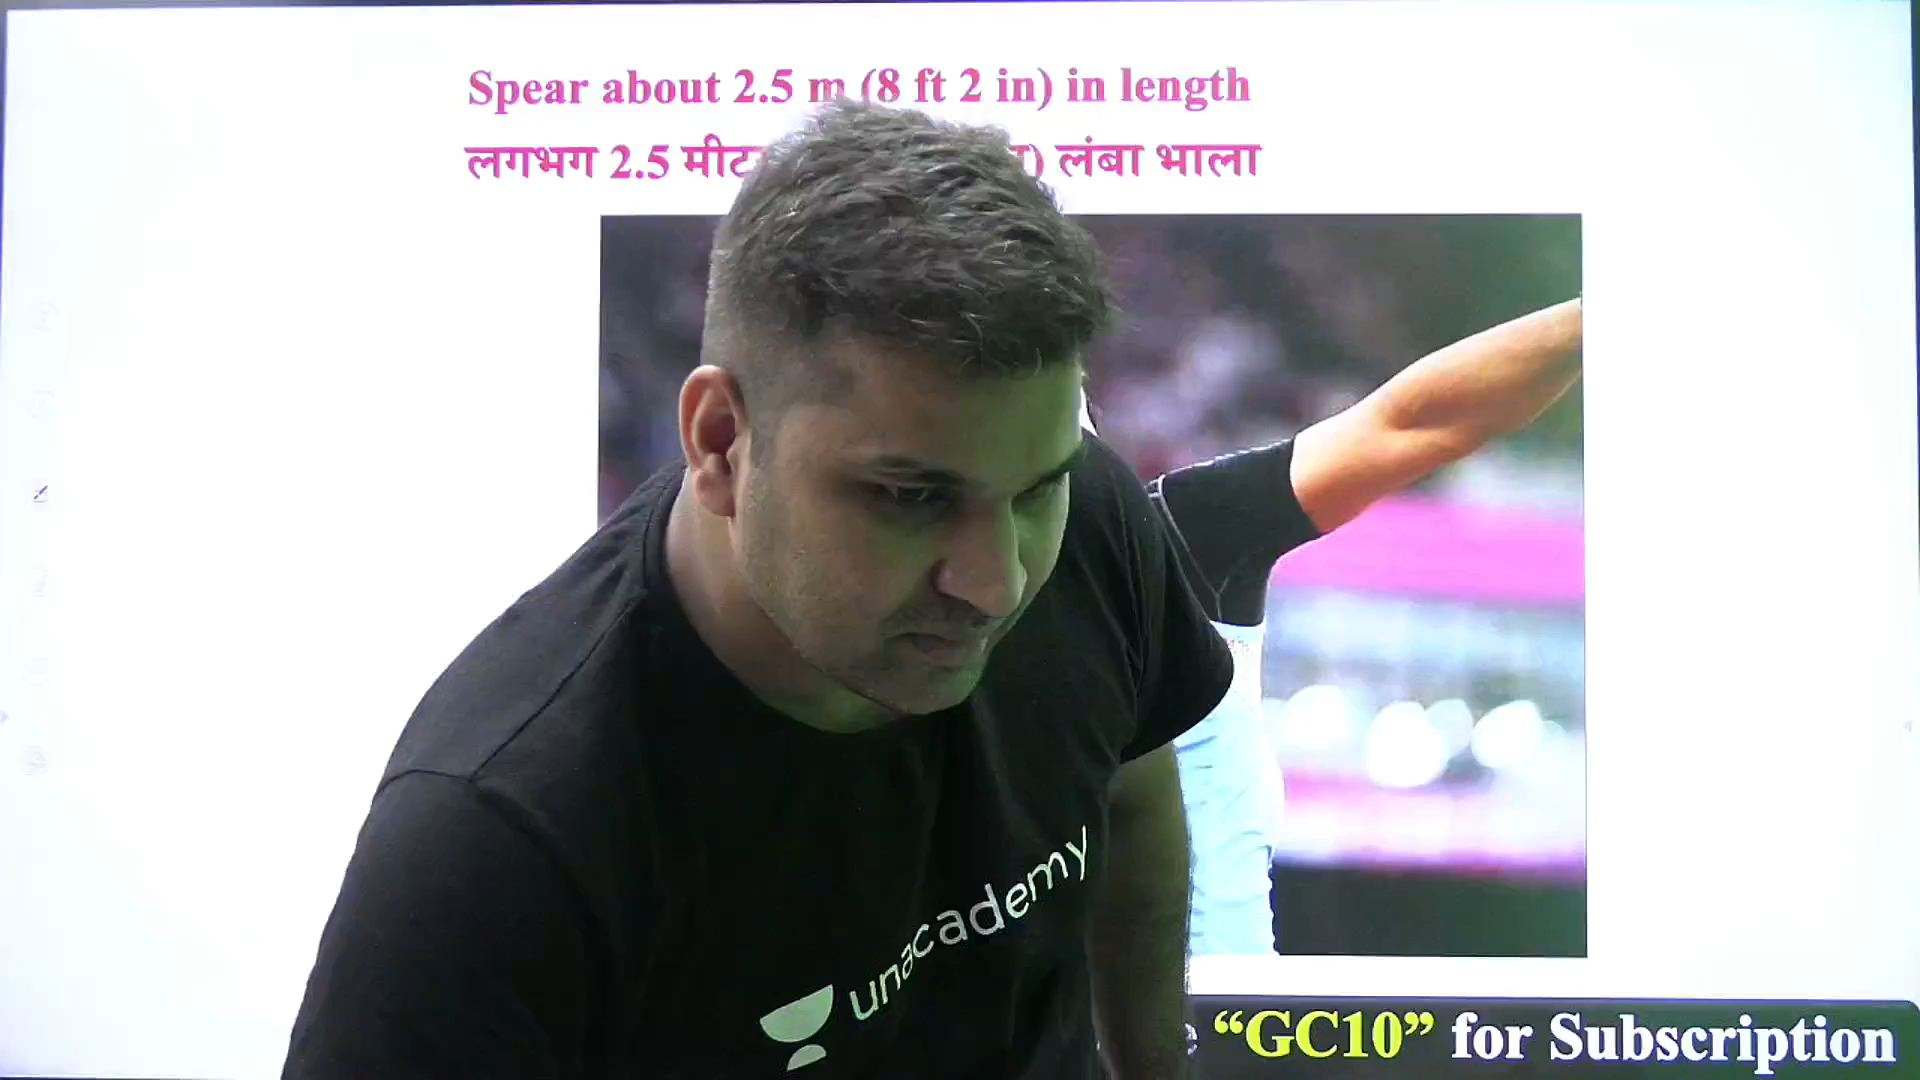 Spear about 2.5 m (8 ft 2 in) in length
लगभग 2.5 लंबा भाला
unacademy
“GC10” for Subscription